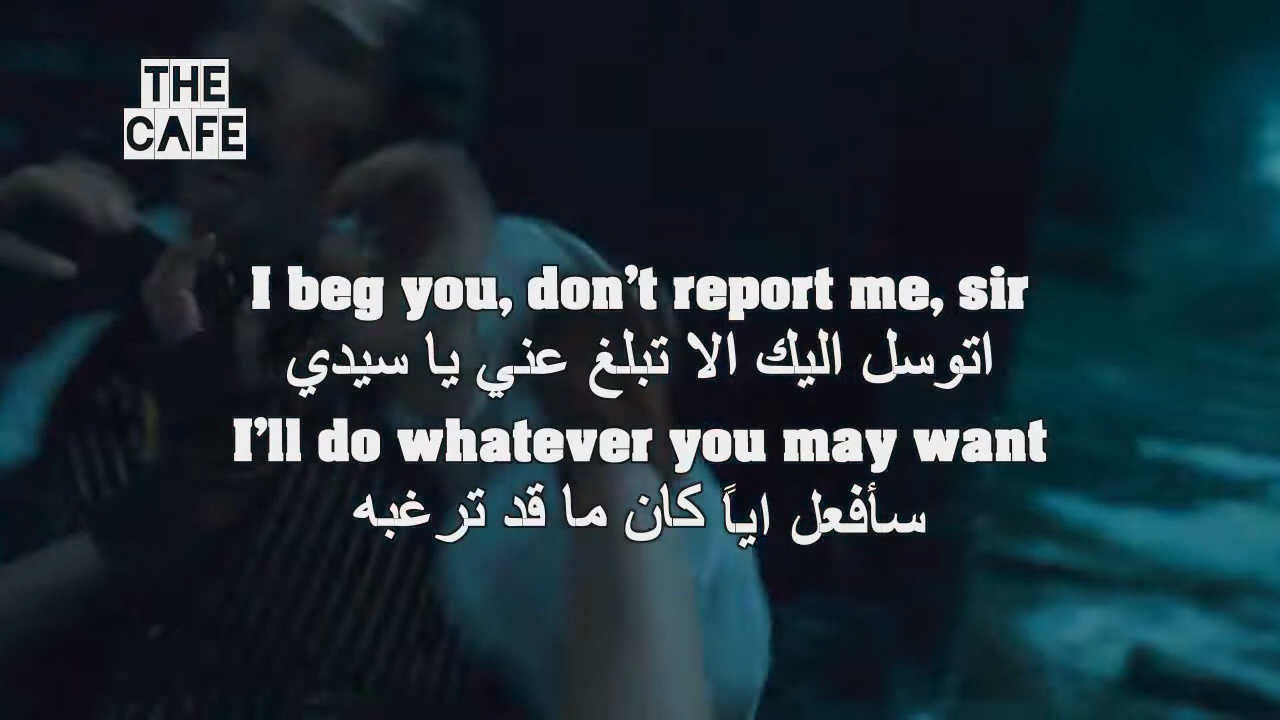 THE
CAFE
I beg you, don't report me, sir
اتوسل اليك الا تبلغ عني يا سيدي
I'll do whatever you may want
سأفعل اياً كان ما قد ترغبه